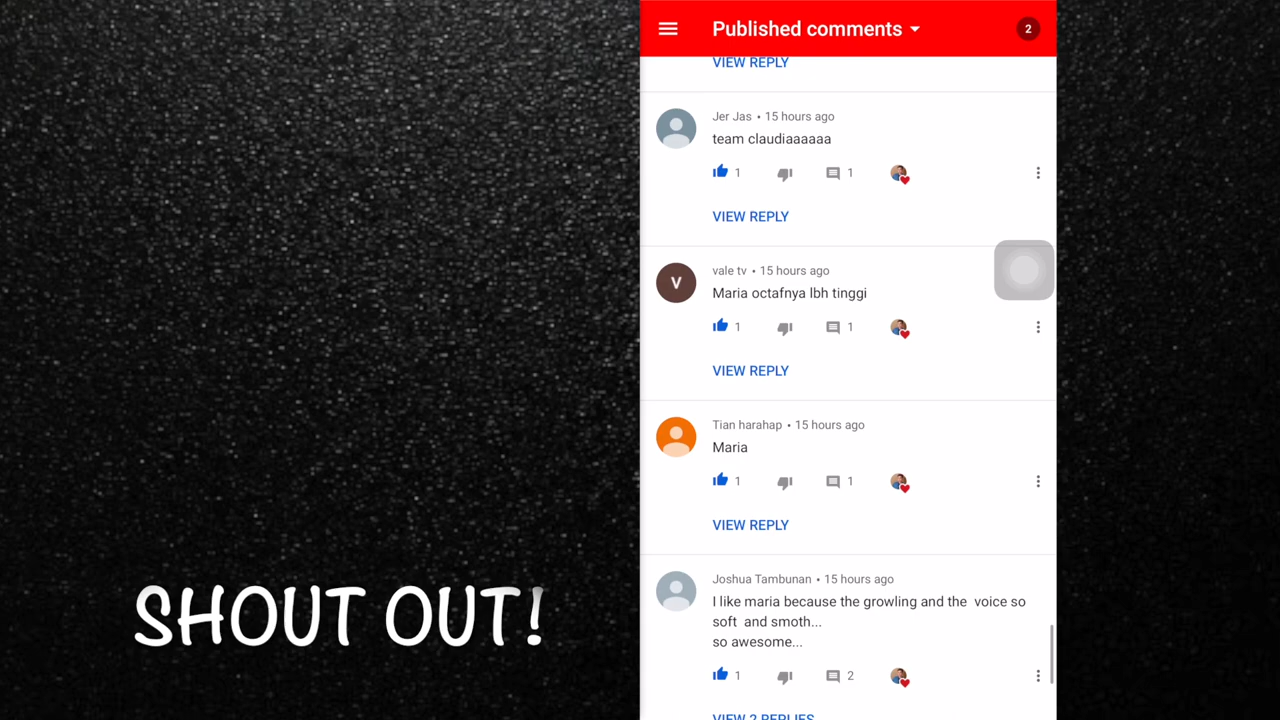 Published comments
2
VIEW REPLY
Jer Jas • 15 hours ago
team claudiaaaaaa
1 1
VIEW REPLY
V
vale tv • 15 hours ago
Maria octafnya lbh tinggi
1 1
VIEW REPLY
Tian harahap • 15 hours ago
Maria
1 1
VIEW REPLY
Joshua Tambunan • 15 hours ago
I like maria because the growling and the voice so
soft and smoth...
so awesome...
1 2
VIEW 2 REPLIES
SHOUT OUT!